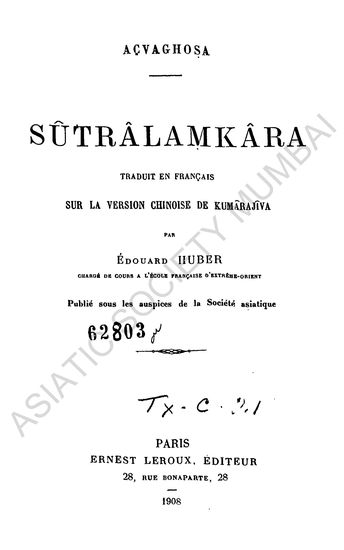 AÇVAGHOṢA
SÛTRÂLAṂKÂRA
TRADUIT EN FRANÇAIS
SUR LA VERSION CHINOISE DE KUMÂRAJÎVA
PAR
ÉDOUARD HUBER
CHARGÉ DE COURS A L'ÉCOLE FRANÇAISE D'EXTRÊME-ORIENT
Publié sous les auspices de la Société asiatique
62803
Tx-C
PARIS
ERNEST LEROUX, ÉDITEUR
28, RUE BONAPARTE, 28
1908
ASIATIC SOCIETY MUMBAI